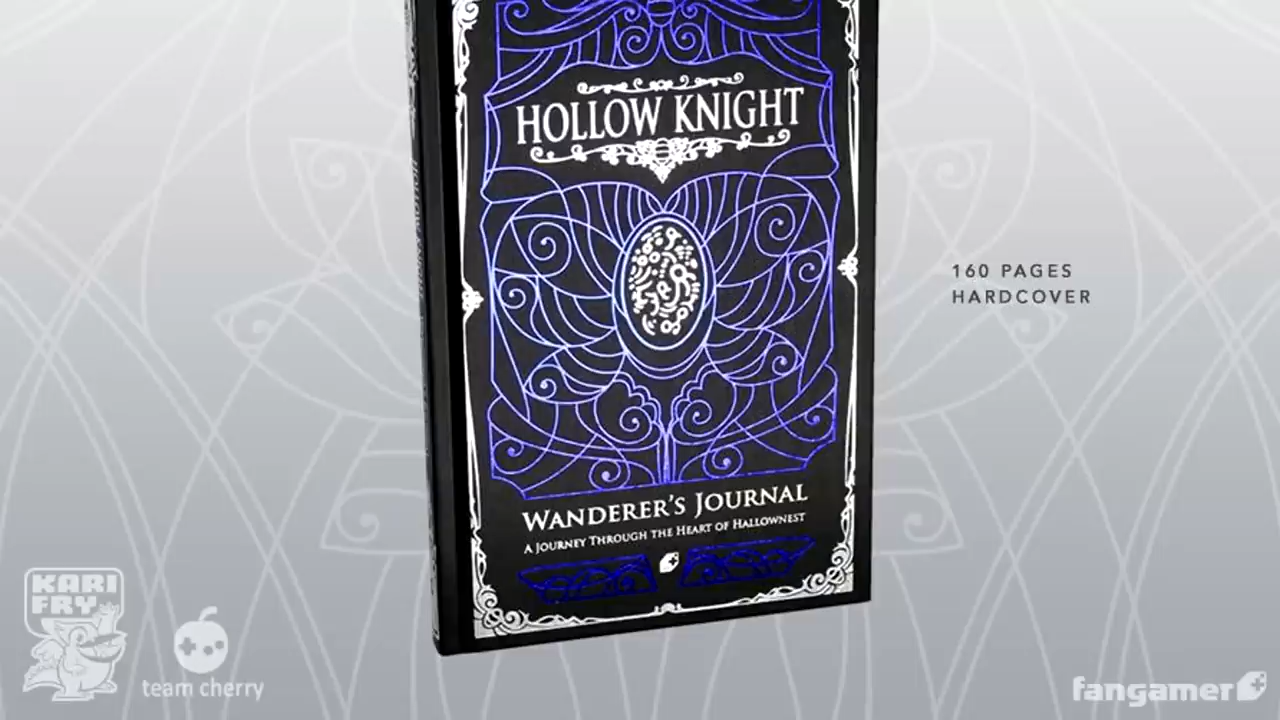 HOLLOW KNIGHT
160 PAGES
HARDCOVER
WANDERER'S JOURNAL
A JOURNEY THROUGH THE HEART OF HALLOWNEST
KARI
FRY
team cherry
fangamer